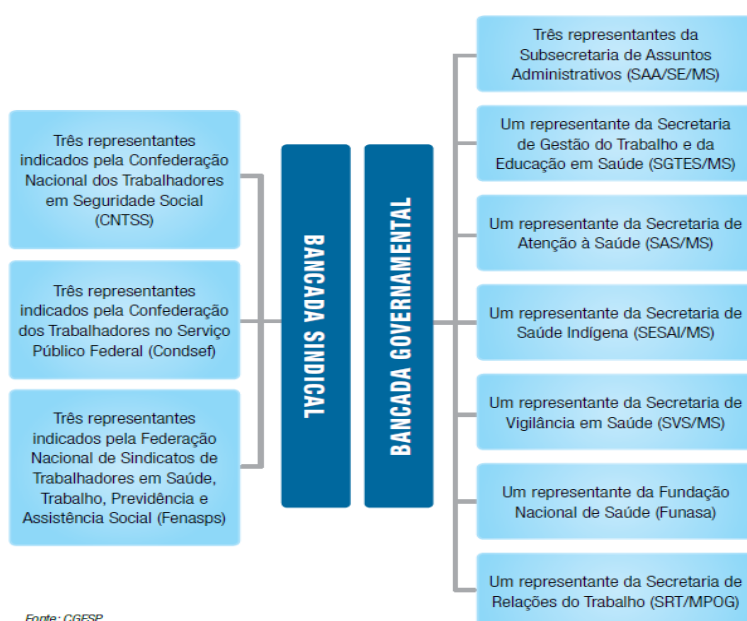 Três representantes
indicados pela Confederação
Nacional dos Trabalhadores
em Seguridade Social
(CNTSS)
Três representantes
indicados pela Confederação
dos Trabalhadores no Serviço
Público Federal (Condsef)
Três representantes
indicados pela Federação
Nacional de Sindicatos de
Trabalhadores em Saúde,
Trabalho, Previdência e
Assistência Social (Fenasps)
BANCADA SINDICAL
BANCADA GOVERNAMENTAL
Três representantes da
Subsecretaria de Assuntos
Administrativos (SAA/SE/MS)
Um representante da Secretaria
de Gestão do Trabalho e da
Educação em Saúde (SGTES/MS)
Um representante da Secretaria de
Atenção à Saúde (SAS/MS)
Um representante da Secretaria de
Saúde Indígena (SESAI/MS)
Um representante da Secretaria de
Vigilância em Saúde (SVS/MS)
Um representante da Fundação
Nacional de Saúde (Funasa)
Um representante da Secretaria de
Relações do Trabalho (SRT/MPOG)
Fonte: CGESP